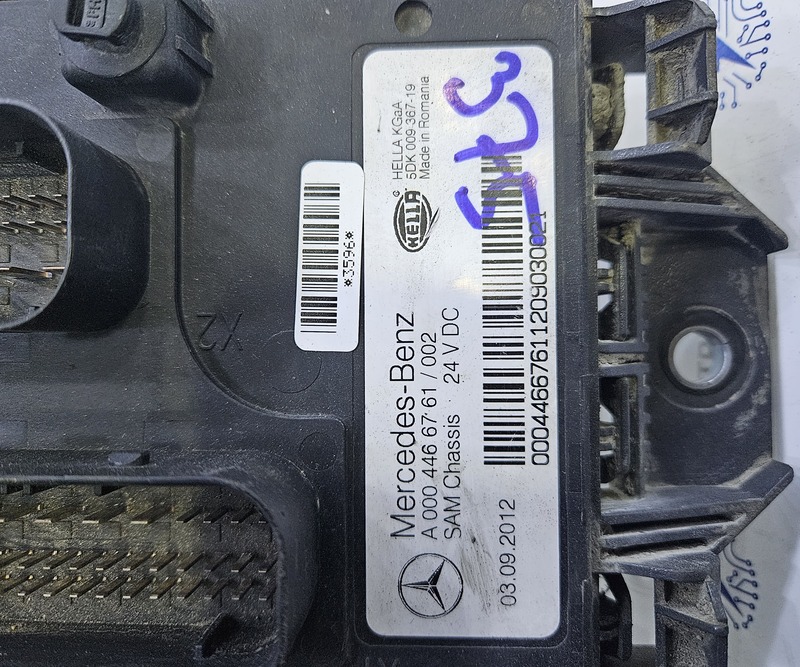 Mercedes-Benz
A 000 446 67 61 / 002
SAM Chassis 24 V DC
HELLA
HELLA KGaA
5DK 009 367-19
Made in Romania
03.09.2012
00044667611209030021
*3596*
X2